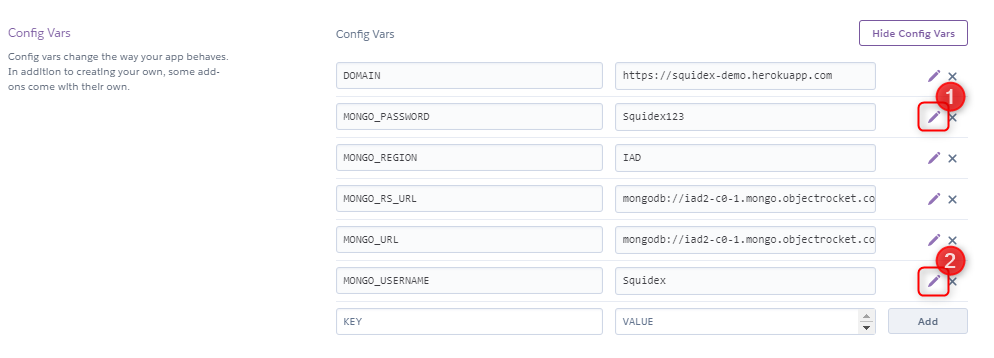 Config Vars
Config vars change the way your app behaves.
In addition to creating your own, some add-
ons come with their own.
Config Vars
Hide Config Vars
DOMAIN https://squidex-demo.herokuapp.com
1
MONGO_PASSWORD Squidex123
MONGO_REGION IAD
MONGO_RS_URL mongodb://iad2-c0-1.mongo.objectrocket.co
MONGO_URL mongodb://iad2-c0-1.mongo.objectrocket.co
2
MONGO_USERNAME Squidex
KEY VALUE Add